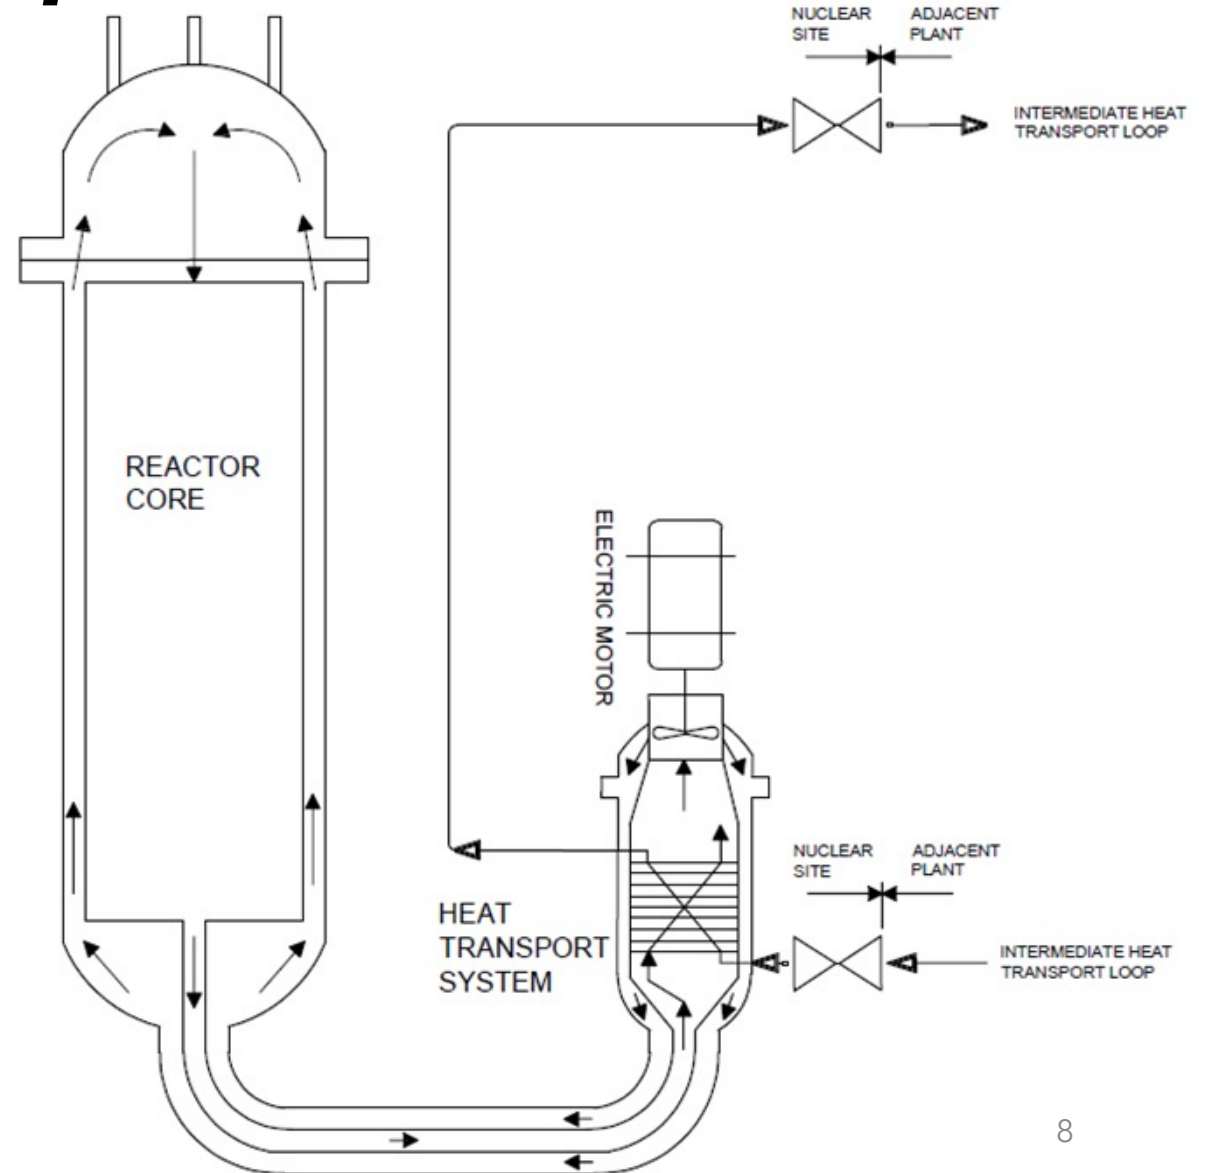 NUCLEAR
SITE
ADJACENT
PLANT
INTERMEDIATE HEAT
TRANSPORT LOOP
REACTOR
CORE
ELECTRIC MOTOR
HEAT
TRANSPORT
SYSTEM
NUCLEAR
SITE
ADJACENT
PLANT
INTERMEDIATE HEAT
TRANSPORT LOOP
8